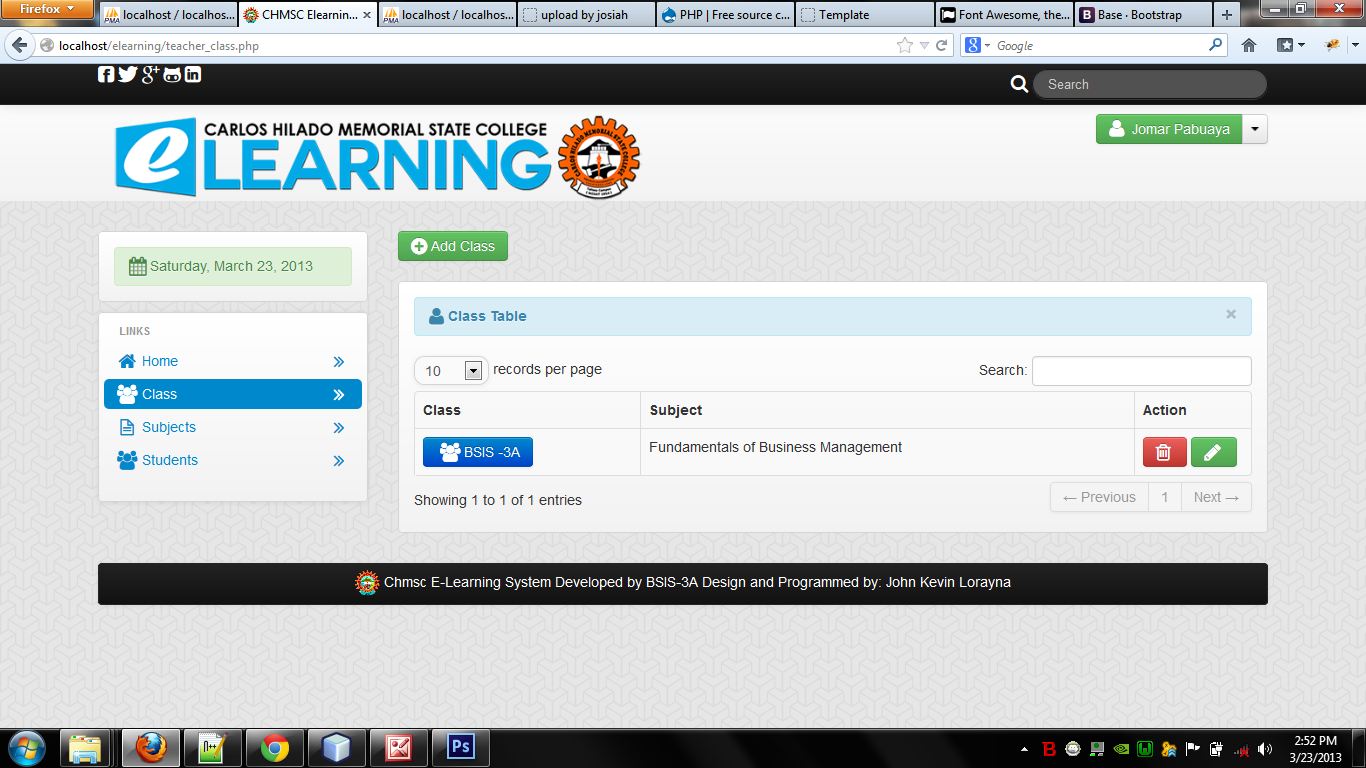 Firefox
localhost / localhos...
CHMSC Elearnin...
localhost / localhos...
upload by josiah
PHP | Free source c...
Template
Font Awesome, the...
Base · Bootstrap
localhost/elearning/teacher_class.php
Google
Search
CARLOS HILADO MEMORIAL STATE COLLEGE
eLEARNING
Jomar Pabuaya
Saturday, March 23, 2013
Add Class
LINKS
Home
Class
Subjects
Students
Class Table
10 records per page
Search:
Class Subject Action
BSIS -3A Fundamentals of Business Management
Showing 1 to 1 of 1 entries
← Previous 1 Next →
Chmsc E-Learning System Developed by BSIS-3A Design and Programmed by: John Kevin Lorayna
2:52 PM
3/23/2013